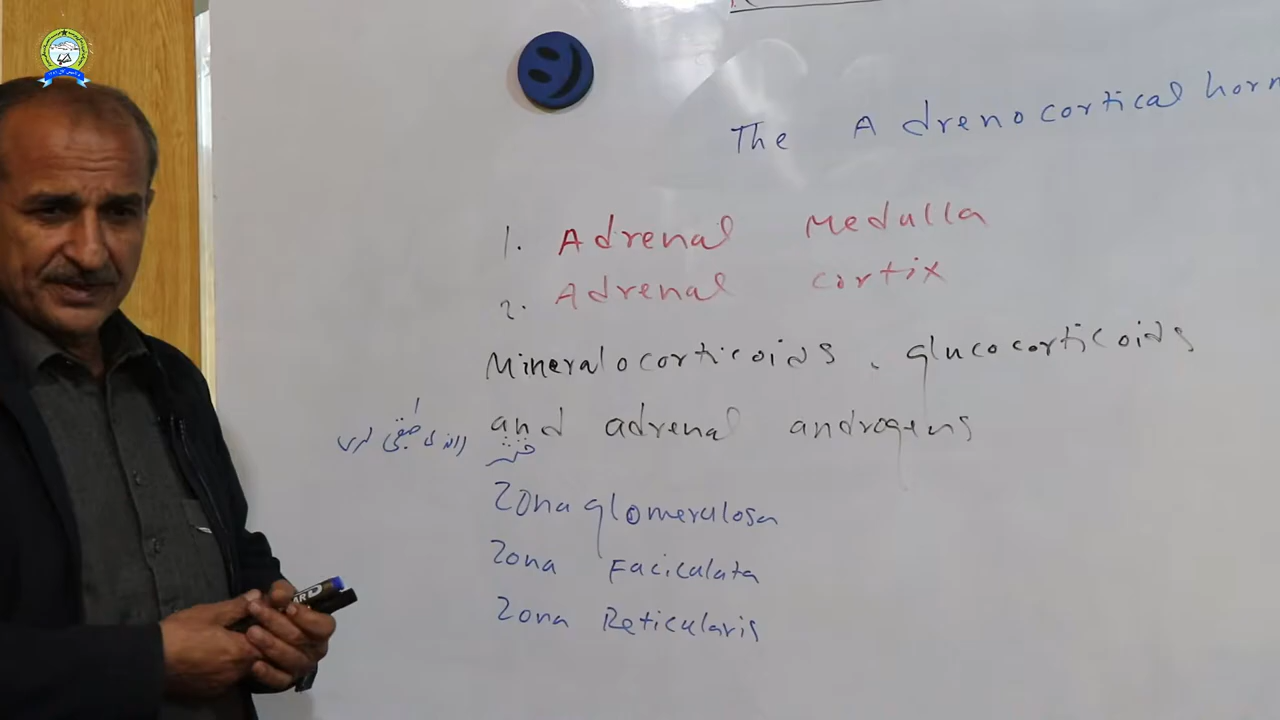 The Adrenocortical horm
1. Adrenal Medulla
2. Adrenal cortix
Mineralocorticoids, glucocorticoids
and adrenal androgens
Zona glomerulosa
Zona Faciculata
Zona Reticularis